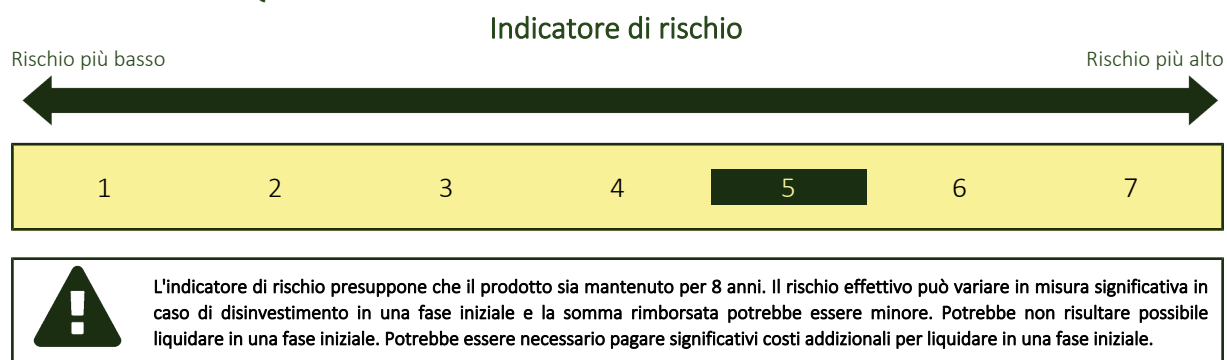 Indicatore di rischio
Rischio più basso
Rischio più alto
1 2 3 4 5 6 7
L'indicatore di rischio presuppone che il prodotto sia mantenuto per 8 anni. Il rischio effettivo può variare in misura significativa in
caso di disinvestimento in una fase iniziale e la somma rimborsata potrebbe essere minore. Potrebbe non risultare possibile
liquidare in una fase iniziale. Potrebbe essere necessario pagare significativi costi addizionali per liquidare in una fase iniziale.